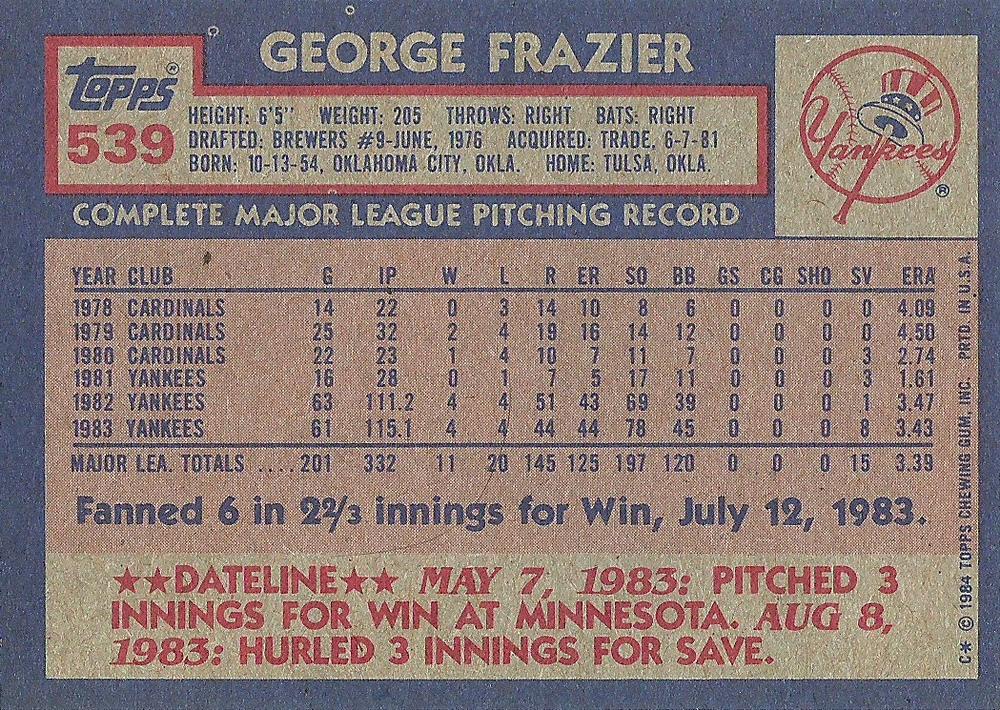 GEORGE FRAZIER
Topps®
539
HEIGHT: 6'5'' WEIGHT: 205 THROWS: RIGHT BATS: RIGHT
DRAFTED: BREWERS #9-JUNE, 1976 ACQUIRED: TRADE, 6-7-81
BORN: 10-13-54, OKLAHOMA CITY, OKLA. HOME: TULSA, OKLA.
Yankees ®
COMPLETE MAJOR LEAGUE PITCHING RECORD
YEAR CLUB G IP W L R ER SO BB GS CG SHO SV ERA
1978 CARDINALS 14 22 0 3 14 10 8 6 0 0 0 0 4.09
1979 CARDINALS 25 32 2 4 19 16 14 12 0 0 0 0 4.50
1980 CARDINALS 22 23 1 4 10 7 11 7 0 0 0 3 2.74
1981 YANKEES 16 28 0 1 7 5 17 11 0 0 0 3 1.61
1982 YANKEES 63 111.2 4 4 51 43 69 39 0 0 0 1 3.47
1983 YANKEES 61 115.1 4 4 44 44 78 45 0 0 0 8 3.43
MAJOR LEA. TOTALS ....201 332 11 20 145 125 197 120 0 0 0 15 3.39
Fanned 6 in 2⅔ innings for Win, July 12, 1983.
★★DATELINE★★ MAY 7, 1983: PITCHED 3
INNINGS FOR WIN AT MINNESOTA. AUG 8,
1983: HURLED 3 INNINGS FOR SAVE.
C* © 1984 TOPPS CHEWING GUM, INC. PRTD IN U.S.A.